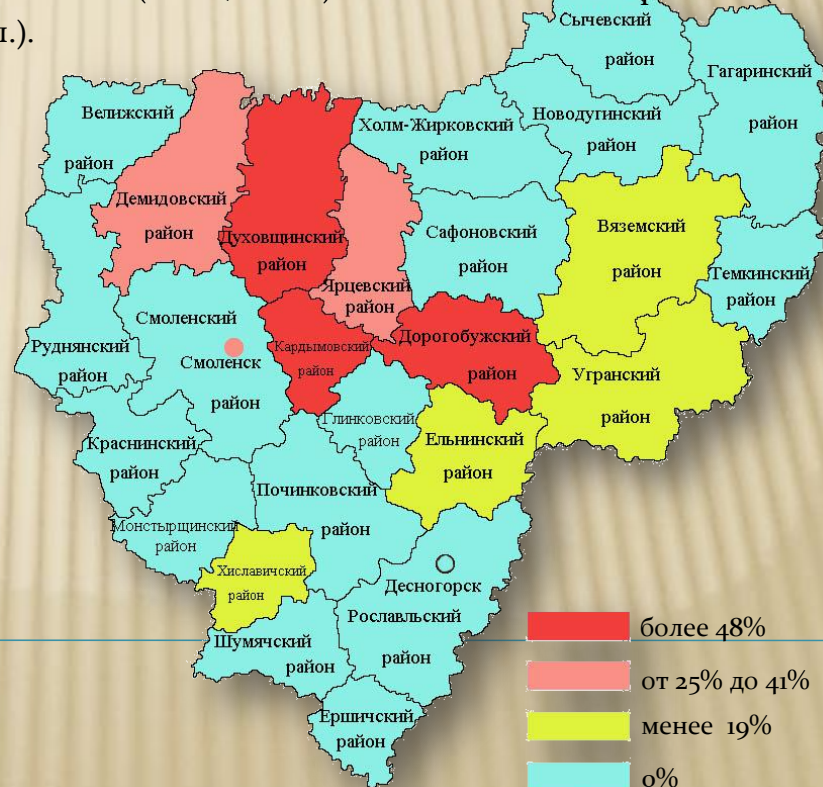 Сычевский
район
Гагаринский
район
Велижский
район
Холм-Жирковский
район
Новодугинский
район
Демидовский
район
Духовщинский
район
Ярцевский
район
Сафоновский
район
Вяземский
район
Темкинский
район
Смоленский
Смоленск
район
Руднянский
район
Кардымовский
район
Дорогобужский
район
Угранский
район
Глинковский
район
Ельнинский
район
Краснинский
район
Починковский
район
Монстырщинский
район
Хиславичский
район
Десногорск
Рославльский
район
Шумячский
район
Ершичский
район
более 48%
от 25% до 41%
менее 19%
0%